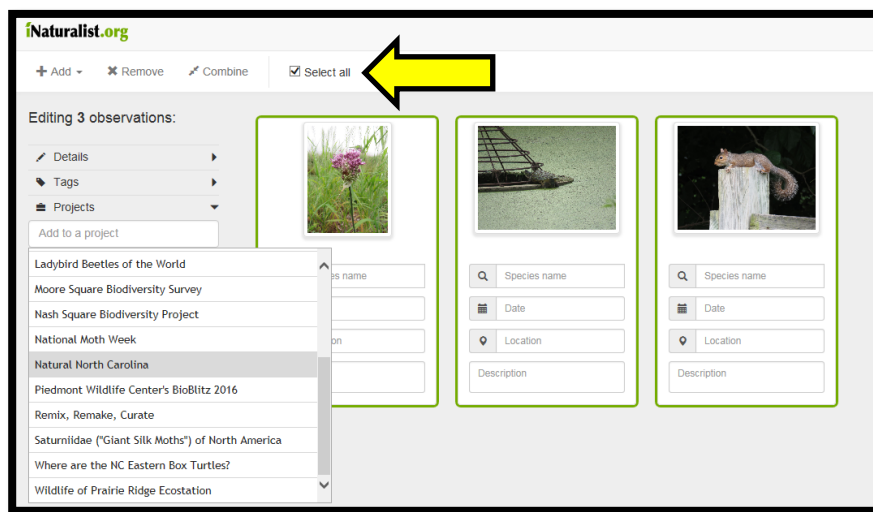 iNaturalist.org
Add
Remove
Combine
Select all
Editing 3 observations:
Details
Tags
Projects
Add to a project
Ladybird Beetles of the World
Moore Square Biodiversity Survey
Nash Square Biodiversity Project
National Moth Week
Natural North Carolina
Piedmont Wildlife Center's BioBlitz 2016
Remix, Remake, Curate
Saturniidae ("Giant Silk Moths") of North America
Where are the NC Eastern Box Turtles?
Wildlife of Prairie Ridge Ecostation
name
Species name
Date
Location
Description
Species name
Date
Location
Description